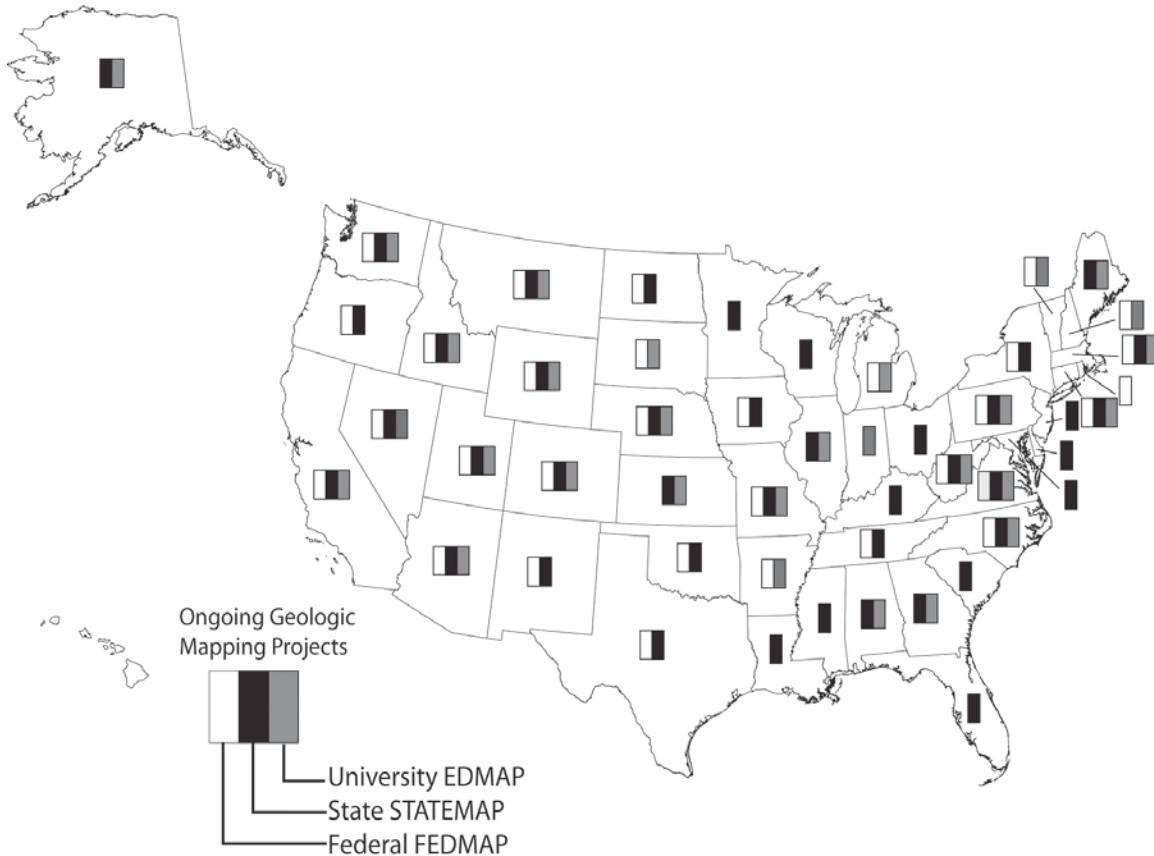 Ongoing Geologic
Mapping Projects
University EDMAP
State STATEMAP
Federal FEDMAP